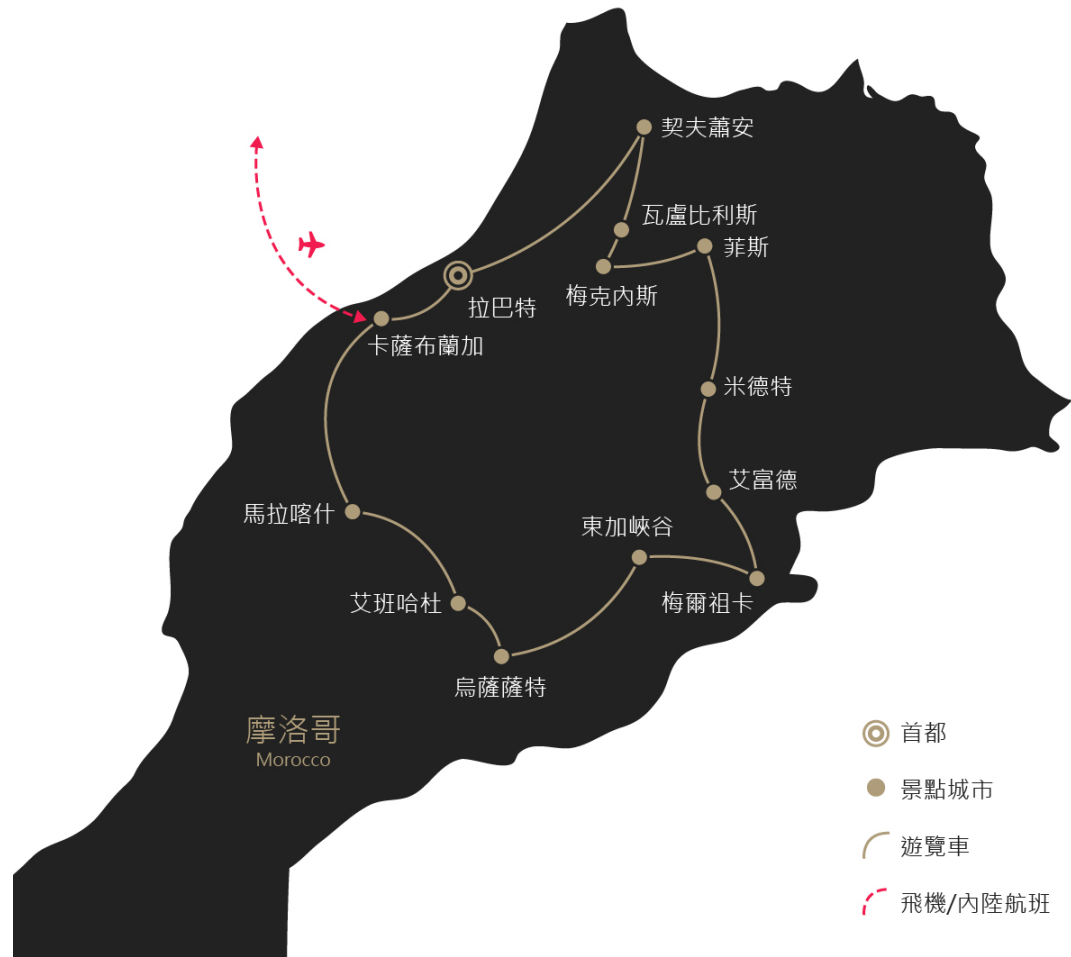 契夫蕭安
瓦盧比利斯
菲斯
梅克內斯
拉巴特
卡薩布蘭加
米德特
艾富德
馬拉喀什
東加峽谷
艾班哈杜
梅爾祖卡
烏薩薩特
摩洛哥
Morocco
首都
景點城市
遊覽車
飛機/內陸航班